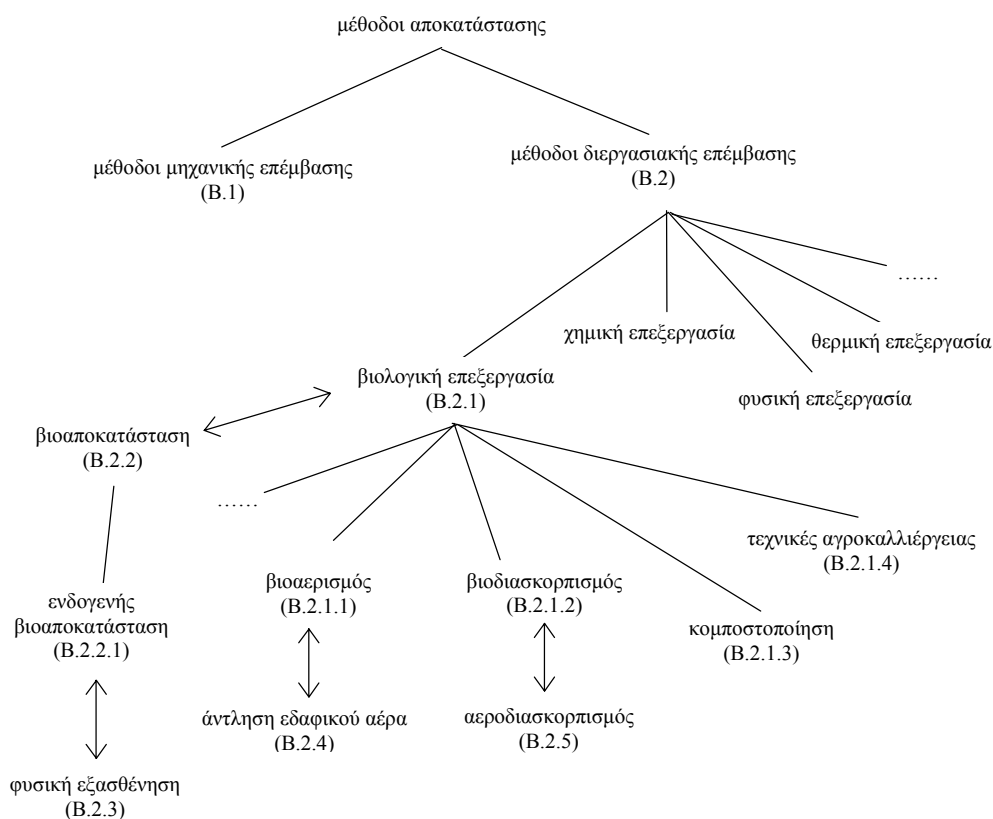 μέθοδοι αποκατάστασης
μέθοδοι μηχανικής επέμβασης
(Β.1)
μέθοδοι διεργασιακής επέμβασης
(Β.2)
……
χημική επεξεργασία
θερμική επεξεργασία
φυσική επεξεργασία
βιολογική επεξεργασία
(Β.2.1)
βιοαποκατάσταση
(Β.2.2)
……
τεχνικές αγροκαλλιέργειας
(Β.2.1.4)
βιοαερισμός
(Β.2.1.1)
βιοδιασκορπισμός
(Β.2.1.2)
ενδογενής
βιοαποκατάσταση
(Β.2.2.1)
κομποστοποίηση
(Β.2.1.3)
άντληση εδαφικού αέρα
(Β.2.4)
αεροδιασκορπισμός
(Β.2.5)
φυσική εξασθένηση
(Β.2.3)